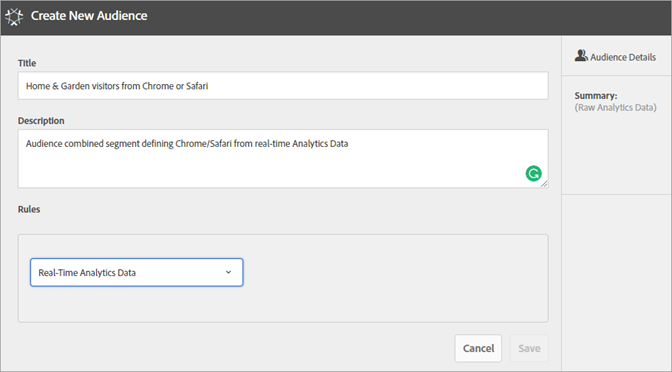 Create New Audience
Title
Home & Garden visitors from Chrome or Safari
Description
Audience combined segment defining Chrome/Safari from real-time Analytics Data
Rules
Real-Time Analytics Data
Cancel
Save
Audience Details
Summary:
(Raw Analytics Data)